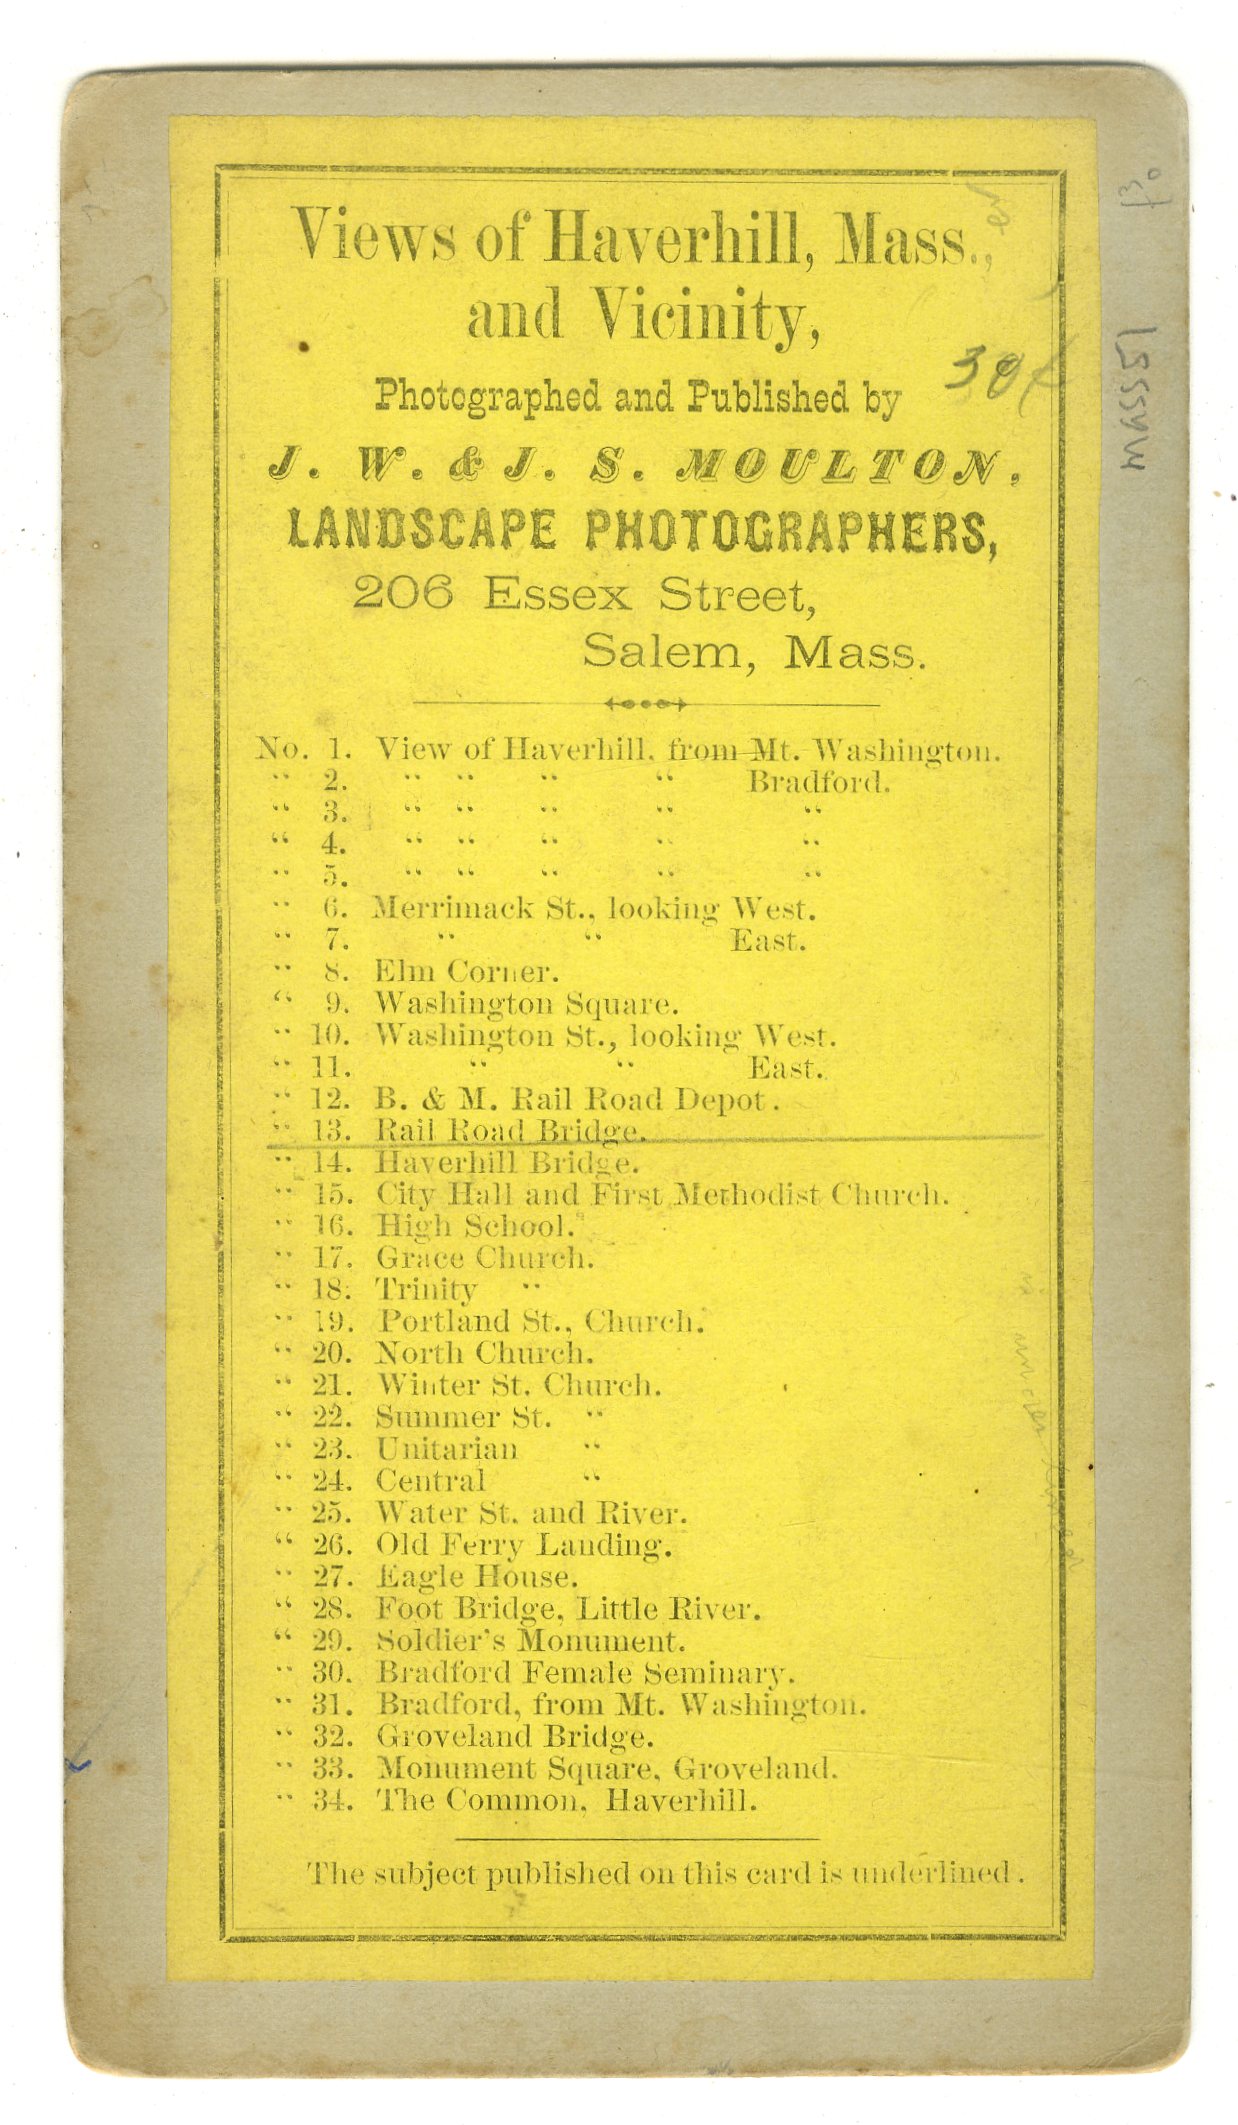 Views of Haverhill, Mass.,
and Vicinity,
Photographed and Published by
30¢
J. W. & J. S. MOULTON,
LANDSCAPE PHOTOGRAPHERS,
206 Essex Street,
Salem, Mass.
No. 1. View of Haverhill, from Mt. Washington.
“ 2. “ “ “ “ Bradford.
“ 3. “ “ “ “ “
“ 4. “ “ “ “ “
“ 5. “ “ “ “ “
“ 6. Merrimack St., looking West.
“ 7. “ “ East.
“ 8. Elm Corner.
“ 9. Washington Square.
“ 10. Washington St., looking West.
“ 11. “ “ East.
“ 12. B. & M. Rail Road Depot.
“ 13. Rail Road Bridge.
“ 14. Haverhill Bridge.
“ 15. City Hall and First Methodist Church.
“ 16. High School.
“ 17. Grace Church.
“ 18. Trinity “
“ 19. Portland St., Church.
“ 20. North Church.
“ 21. Winter St. Church.
“ 22. Summer St. “
“ 23. Unitarian “
“ 24. Central “
“ 25. Water St. and River.
“ 26. Old Ferry Landing.
“ 27. Eagle House.
“ 28. Foot Bridge, Little River.
“ 29. Soldier's Monument.
“ 30. Bradford Female Seminary.
“ 31. Bradford, from Mt. Washington.
“ 32. Groveland Bridge.
“ 33. Monument Square, Groveland.
“ 34. The Common, Haverhill.
The subject published on this card is underlined.